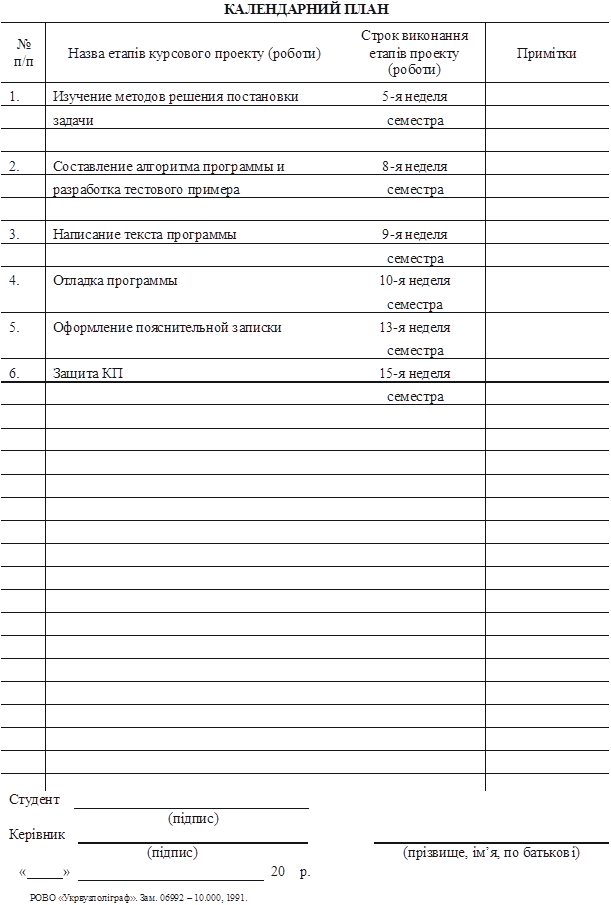 КАЛЕНДАРНИЙ ПЛАН
№ п/п
Назва етапів курсового проекту (роботи)
Строк виконання
етапів проекту
(роботи)
Примітки
1. Изучение методов решения постановки 5-я неделя
задачи семестра
2. Составление алгоритма программы и 8-я неделя
разработка тестового примера семестра
3. Написание текста программы 9-я неделя
семестра
4. Отладка программы 10-я неделя
семестра
5. Оформление пояснительной записки 13-я неделя
семестра
6. Защита КП 15-я неделя
семестра
Студент
(підпис)
Керівник
(підпис) (прізвище, ім’я, по батькові)
«_____» 20 р.
РОВО «Укрвузполіграф». Зам. 06992 – 10.000, 1991.